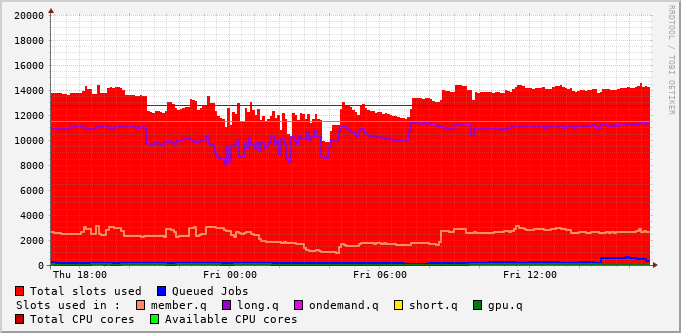 20000
18000
16000
14000
12000
10000
8000
6000
4000
2000
0
Thu 18:00 Fri 00:00 Fri 06:00 Fri 12:00
RRDTOOL / TOBI OETIKER
Total slots used Queued Jobs
Slots used in : member.q long.q ondemand.q short.q gpu.q
Total CPU cores Available CPU cores